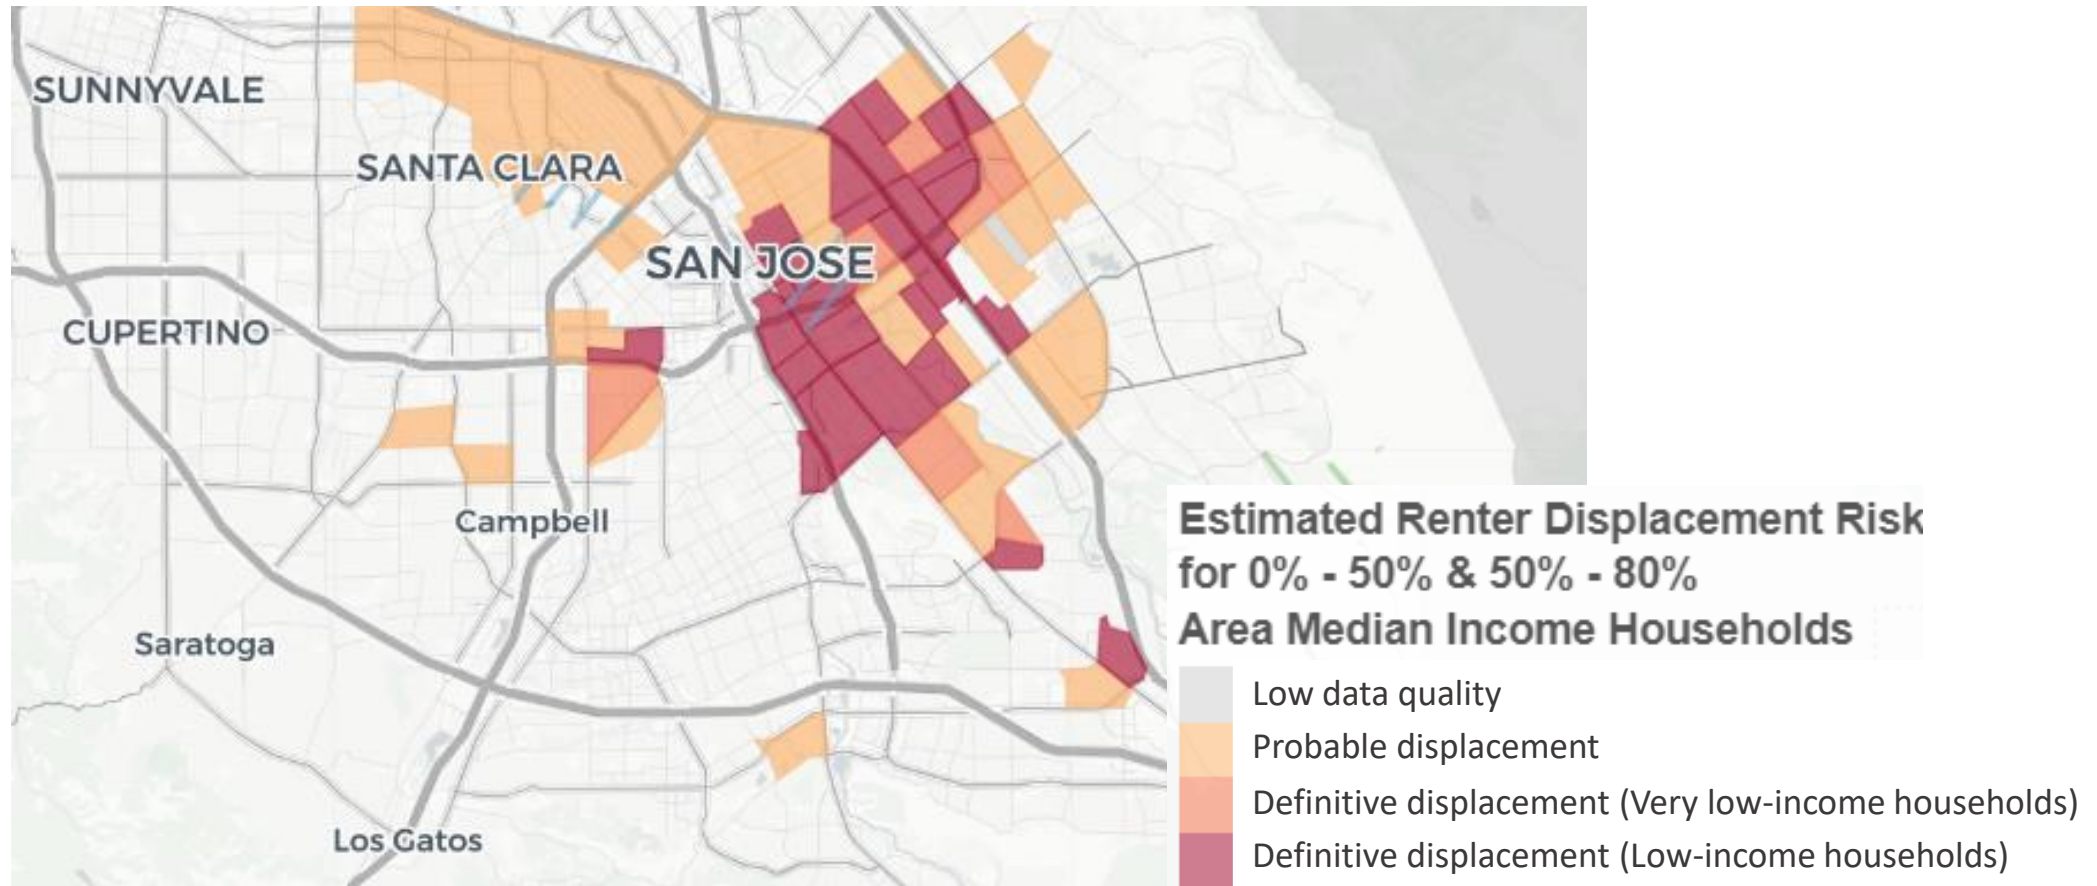 SUNNYVALE
SANTA CLARA
SAN JOSE
CUPERTINO
Campbell
Saratoga
Los Gatos
Estimated Renter Displacement Risk
for 0% - 50% & 50% - 80%
Area Median Income Households
Low data quality
Probable displacement
Definitive displacement (Very low-income households)
Definitive displacement (Low-income households)